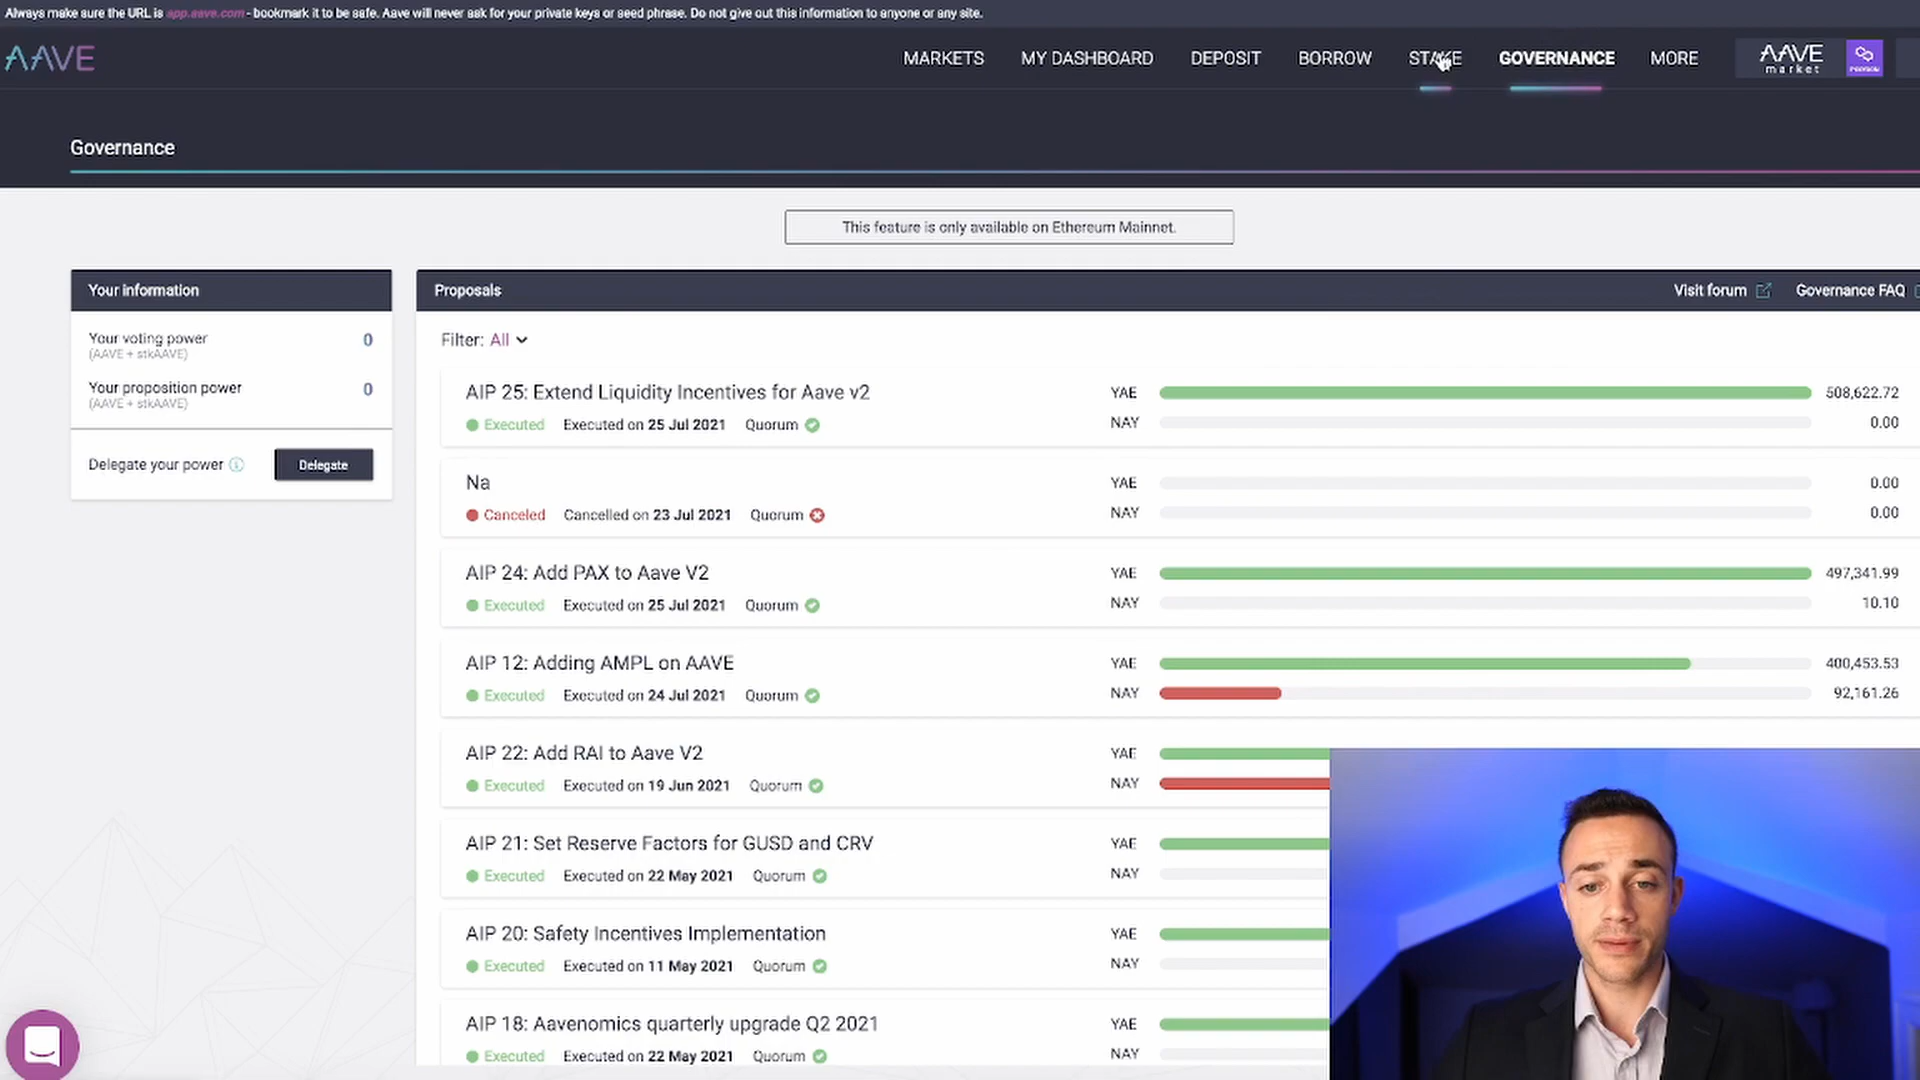 Always make sure the URL is app.aave.com - bookmark it to be safe. Aave will never ask for your private keys or seed phrase. Do not give out this information to anyone or any site.
AAVE
MARKETS
MY DASHBOARD
DEPOSIT
BORROW
STAKE
GOVERNANCE
MORE
AAVE
market
POLYGON
Governance
This feature is only available on Ethereum Mainnet.
Your information
Your voting power 0
(AAVE + stkAAVE)
Your proposition power 0
(AAVE + stkAAVE)
Delegate your power Delegate
Proposals
Visit forum
Governance FAQ
Filter: All
AIP 25: Extend Liquidity Incentives for Aave v2
Executed Executed on 25 Jul 2021 Quorum
YAE 508,622.72
NAY 0.00
Na
Canceled Cancelled on 23 Jul 2021 Quorum
YAE 0.00
NAY 0.00
AIP 24: Add PAX to Aave V2
Executed Executed on 25 Jul 2021 Quorum
YAE 497,341.99
NAY 10.10
AIP 12: Adding AMPL on AAVE
Executed Executed on 24 Jul 2021 Quorum
YAE 400,453.53
NAY 92,161.26
AIP 22: Add RAI to Aave V2
Executed Executed on 19 Jun 2021 Quorum
YAE
NAY
AIP 21: Set Reserve Factors for GUSD and CRV
Executed Executed on 22 May 2021 Quorum
YAE
NAY
AIP 20: Safety Incentives Implementation
Executed Executed on 11 May 2021 Quorum
YAE
NAY
AIP 18: Aavenomics quarterly upgrade Q2 2021
Executed Executed on 22 May 2021 Quorum
YAE
NAY